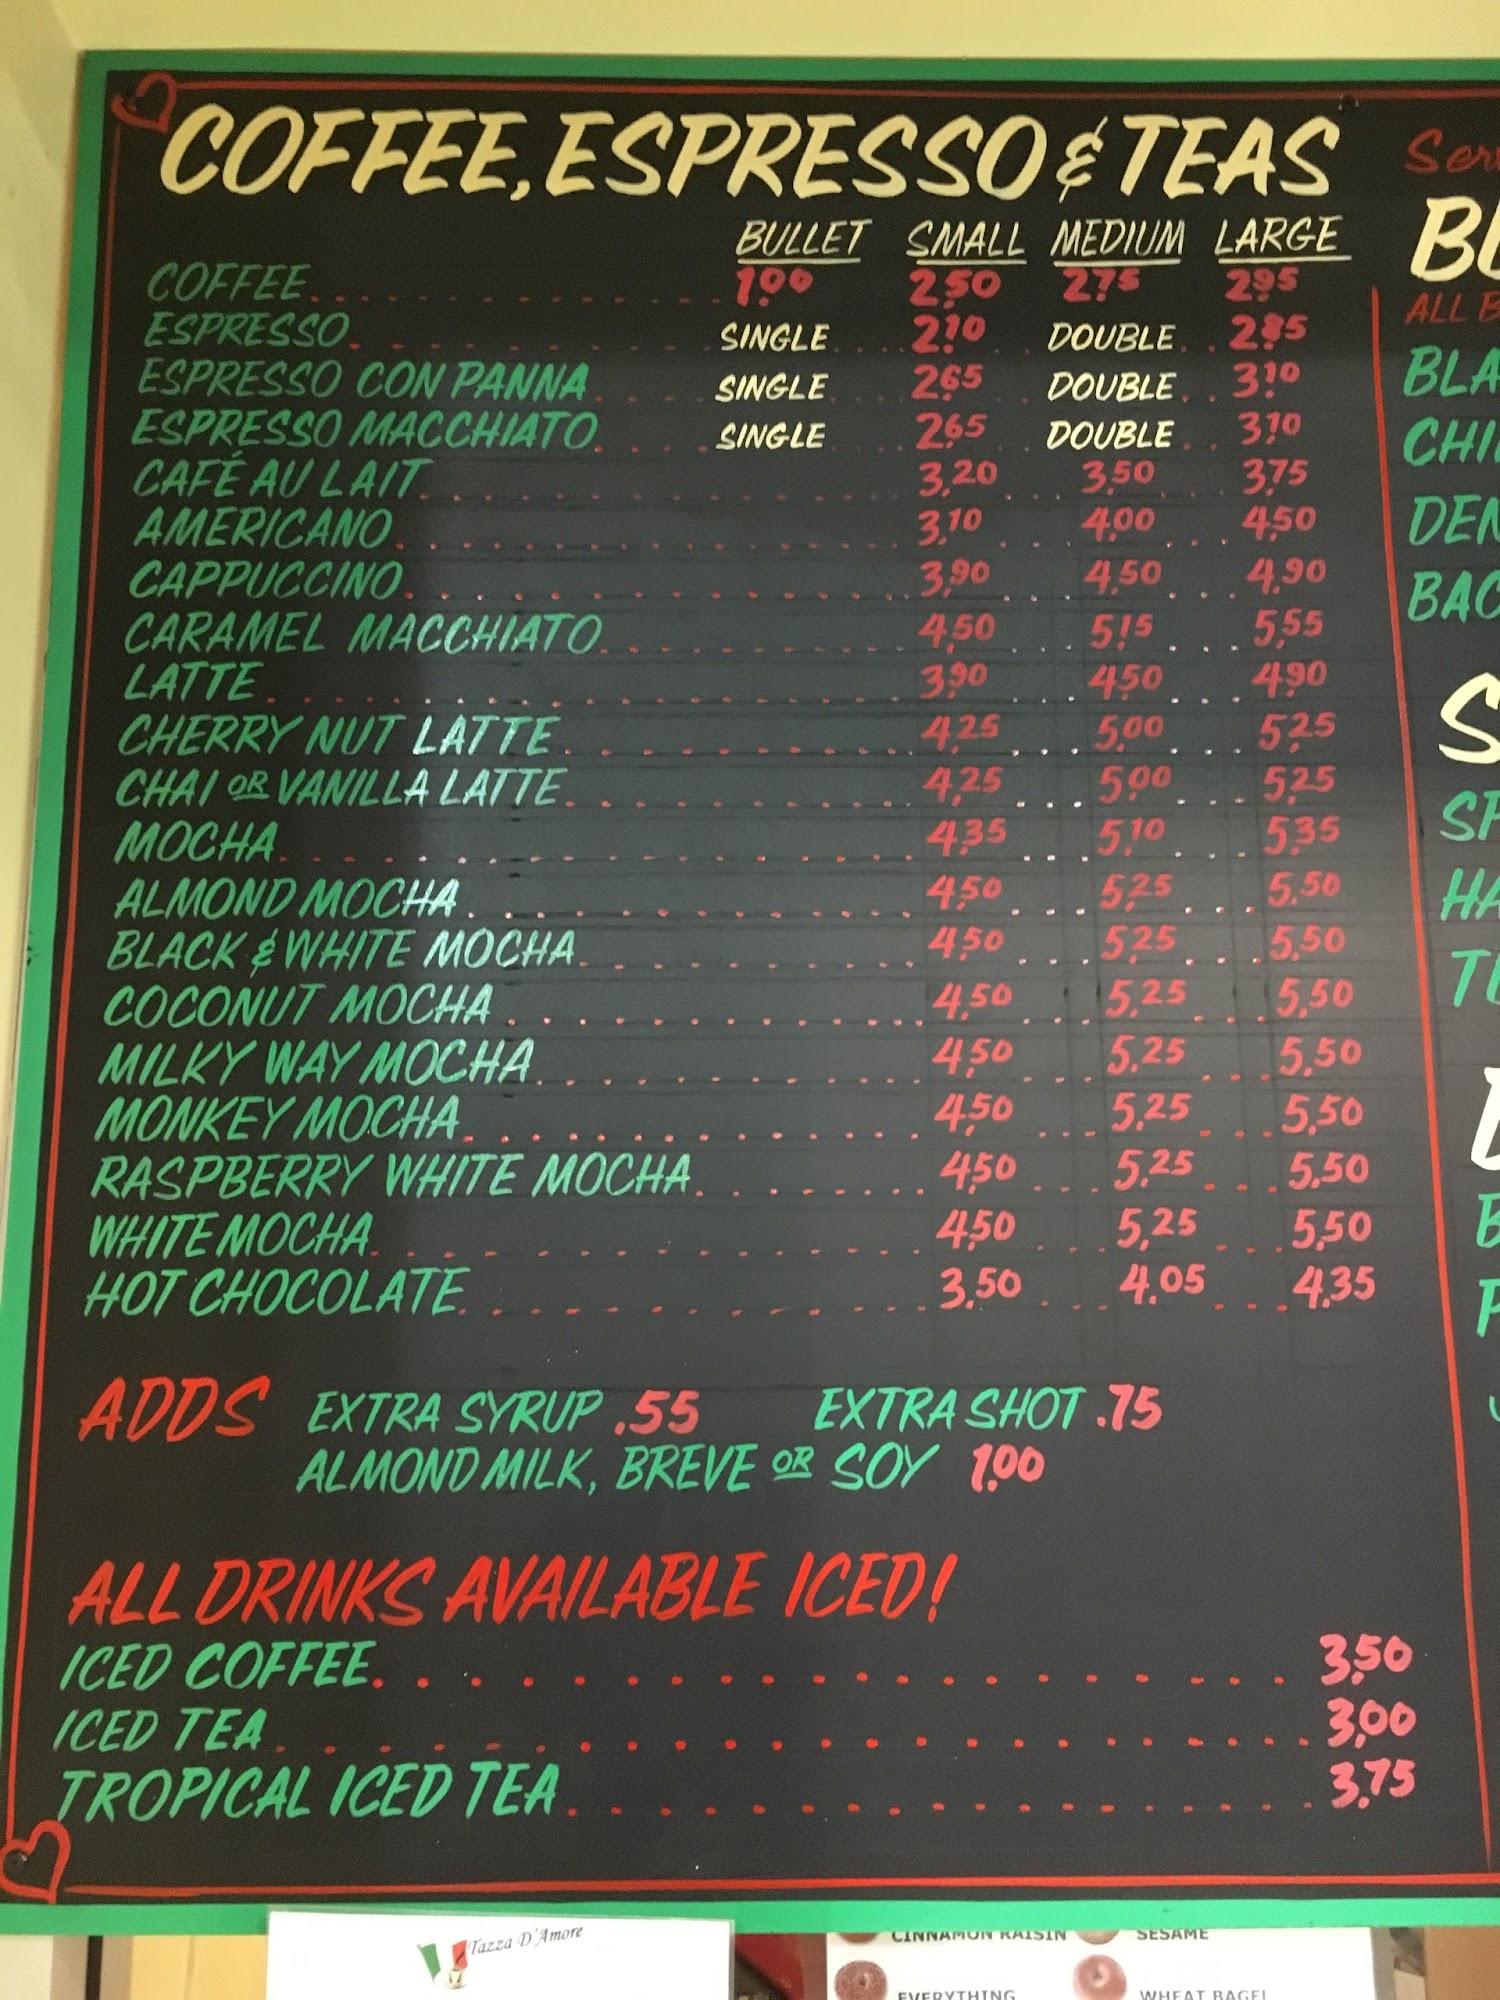 COFFEE, ESPRESSO & TEAS
BULLET SMALL MEDIUM LARGE
COFFEE 1.00 2.50 2.75 2.95
ESPRESSO SINGLE 2.10 DOUBLE 2.85
ESPRESSO CON PANNA SINGLE 2.65 DOUBLE 3.10
ESPRESSO MACCHIATO SINGLE 2.65 DOUBLE 3.10
CAFÉ AU LAIT 3.20 3.50 3.75
AMERICANO 3.10 4.00 4.50
CAPPUCCINO 3.90 4.50 4.90
CARAMEL MACCHIATO 4.50 5.15 5.55
LATTE 3.90 4.50 4.90
CHERRY NUT LATTE 4.25 5.00 5.25
CHAI OR VANILLA LATTE 4.25 5.00 5.25
MOCHA 4.35 5.10 5.35
ALMOND MOCHA 4.50 5.25 5.50
BLACK & WHITE MOCHA 4.50 5.25 5.50
COCONUT MOCHA 4.50 5.25 5.50
MILKY WAY MOCHA 4.50 5.25 5.50
MONKEY MOCHA 4.50 5.25 5.50
RASPBERRY WHITE MOCHA 4.50 5.25 5.50
WHITE MOCHA 4.50 5.25 5.50
HOT CHOCOLATE 3.50 4.05 4.35
ADDS EXTRA SYRUP .55 EXTRA SHOT .75
ALMOND MILK, BREVE OR SOY 1.00
ALL DRINKS AVAILABLE ICED!
ICED COFFEE 3.50
ICED TEA 3.00
TROPICAL ICED TEA 3.75
ALL
Tazza D'Amore
CINNAMON RAISIN SESAME
EVERYTHING WHEAT BAGEL